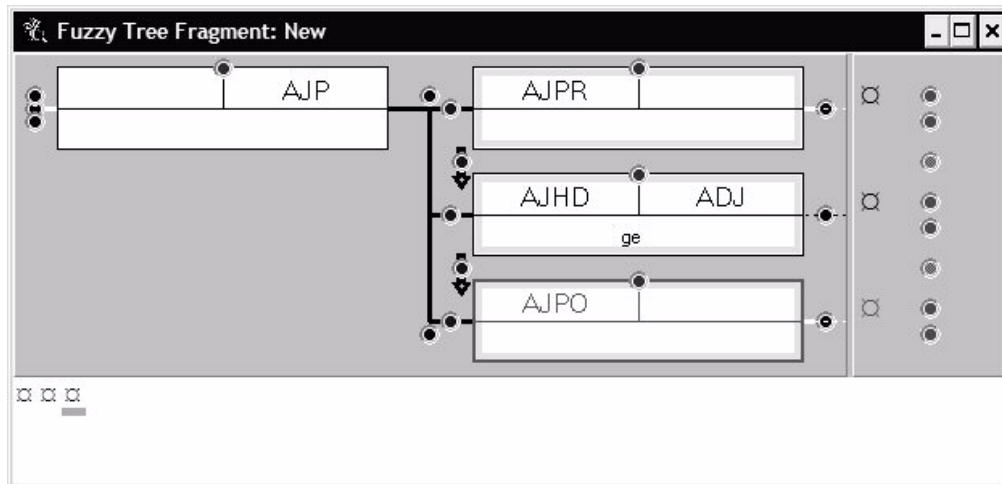 Fuzzy Tree Fragment: New
AJP
AJPR
¤
AJHD ADJ
¤
ge
AJPO
¤
¤ ¤ ¤